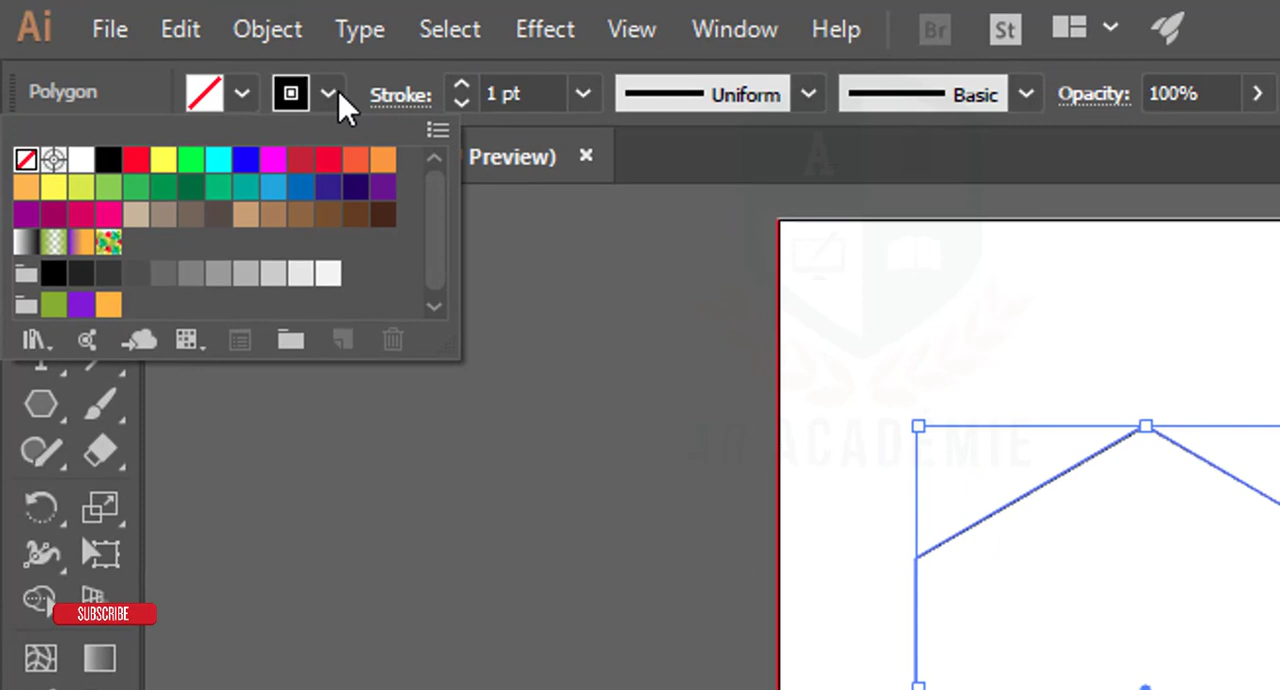 Ai File Edit Object Type Select Effect View Window Help Br St
Polygon Stroke: 1 pt Uniform Basic Opacity: 100%
Preview) ×
ACADÉMIE
SUBSCRIBE